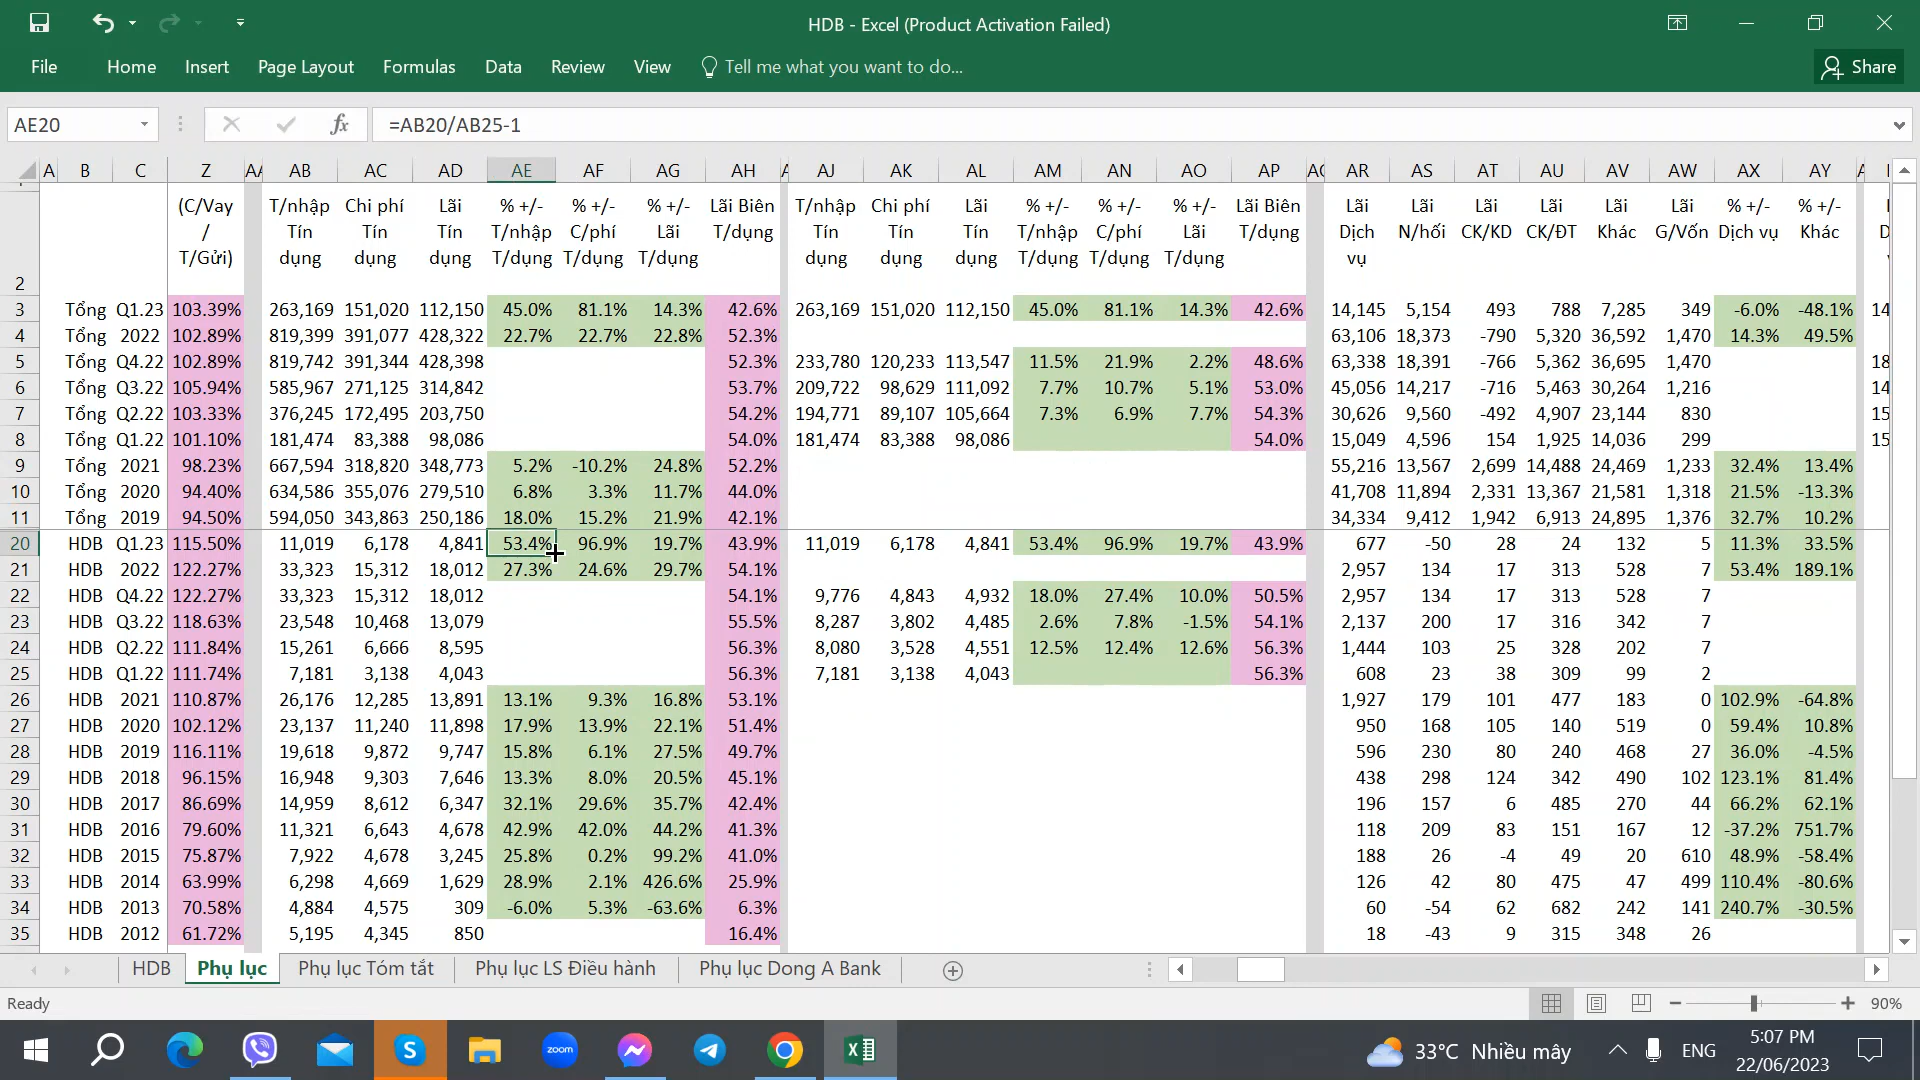 HDB - Excel (Product Activation Failed)
File Home Insert Page Layout Formulas Data Review View Tell me what you want to do... Share
AE20 fx =AB20/AB25-1
A B C Z AA AB AC AD AE AF AG AH AJ AK AL AM AN AO AP AR AS AT AU AV AW AX AY
(C/Vay T/nhập Chi phí Lãi % +/- % +/- % +/- Lãi Biên T/nhập Chi phí Lãi % +/- % +/- % +/- Lãi Biên Lãi Lãi Lãi Lãi Lãi Lãi % +/- % +/-
/ Tín Tín Tín T/nhập C/phí Lãi T/dụng Tín Tín Tín T/nhập C/phí Lãi T/dụng Dịch N/hối CK/KD CK/ĐT Khác G/Vốn Dịch vụ Khác
T/Gửi) dụng dụng dụng T/dụng T/dụng T/dụng dụng dụng dụng T/dụng T/dụng T/dụng vụ
2
3 Tổng Q1.23 103.39% 263,169 151,020 112,150 45.0% 81.1% 14.3% 42.6% 263,169 151,020 112,150 45.0% 81.1% 14.3% 42.6% 14,145 5,154 493 788 7,285 349 -6.0% -48.1% 14
4 Tổng 2022 102.89% 819,399 391,077 428,322 22.7% 22.7% 22.8% 52.3% 63,106 18,373 -790 5,320 36,592 1,470 14.3% 49.5%
5 Tổng Q4.22 102.89% 819,742 391,344 428,398 52.3% 233,780 120,233 113,547 11.5% 21.9% 2.2% 48.6% 63,338 18,391 -766 5,362 36,695 1,470 18
6 Tổng Q3.22 105.94% 585,967 271,125 314,842 53.7% 209,722 98,629 111,092 7.7% 10.7% 5.1% 53.0% 45,056 14,217 -716 5,463 30,264 1,216 14
7 Tổng Q2.22 103.33% 376,245 172,495 203,750 54.2% 194,771 89,107 105,664 7.3% 6.9% 7.7% 54.3% 30,626 9,560 -492 4,907 23,144 830 15
8 Tổng Q1.22 101.10% 181,474 83,388 98,086 54.0% 181,474 83,388 98,086 54.0% 15,049 4,596 154 1,925 14,036 299 15
9 Tổng 2021 98.23% 667,594 318,820 348,773 5.2% -10.2% 24.8% 52.2% 55,216 13,567 2,699 14,488 24,469 1,233 32.4% 13.4%
10 Tổng 2020 94.40% 634,586 355,076 279,510 6.8% 3.3% 11.7% 44.0% 41,708 11,894 2,331 13,367 21,581 1,318 21.5% -13.3%
11 Tổng 2019 94.50% 594,050 343,863 250,186 18.0% 15.2% 21.9% 42.1% 34,334 9,412 1,942 6,913 24,895 1,376 32.7% 10.2%
20 HDB Q1.23 115.50% 11,019 6,178 4,841 53.4% 96.9% 19.7% 43.9% 11,019 6,178 4,841 53.4% 96.9% 19.7% 43.9% 677 -50 28 24 132 5 11.3% 33.5%
21 HDB 2022 122.27% 33,323 15,312 18,012 27.3% 24.6% 29.7% 54.1% 2,957 134 17 313 528 7 53.4% 189.1%
22 HDB Q4.22 122.27% 33,323 15,312 18,012 54.1% 9,776 4,843 4,932 18.0% 27.4% 10.0% 50.5% 2,957 134 17 313 528 7
23 HDB Q3.22 118.63% 23,548 10,468 13,079 55.5% 8,287 3,802 4,485 2.6% 7.8% -1.5% 54.1% 2,137 200 17 316 342 7
24 HDB Q2.22 111.84% 15,261 6,666 8,595 56.3% 8,080 3,528 4,551 12.5% 12.4% 12.6% 56.3% 1,444 103 25 328 202 7
25 HDB Q1.22 111.74% 7,181 3,138 4,043 56.3% 7,181 3,138 4,043 56.3% 608 23 38 309 99 2
26 HDB 2021 110.87% 26,176 12,285 13,891 13.1% 9.3% 16.8% 53.1% 1,927 179 101 477 183 0 102.9% -64.8%
27 HDB 2020 102.12% 23,137 11,240 11,898 17.9% 13.9% 22.1% 51.4% 950 168 105 140 519 0 59.4% 10.8%
28 HDB 2019 116.11% 19,618 9,872 9,747 15.8% 6.1% 27.5% 49.7% 596 230 80 240 468 27 36.0% -4.5%
29 HDB 2018 96.15% 16,948 9,303 7,646 13.3% 8.0% 20.5% 45.1% 438 298 124 342 490 102 123.1% 81.4%
30 HDB 2017 86.69% 14,959 8,612 6,347 32.1% 29.6% 35.7% 42.4% 196 157 6 485 270 44 66.2% 62.1%
31 HDB 2016 79.60% 11,321 6,643 4,678 42.9% 42.0% 44.2% 41.3% 118 209 83 151 167 12 -37.2% 751.7%
32 HDB 2015 75.87% 7,922 4,678 3,245 25.8% 0.2% 99.2% 41.0% 188 26 -4 49 20 610 48.9% -58.4%
33 HDB 2014 63.99% 6,298 4,669 1,629 28.9% 2.1% 426.6% 25.9% 126 42 80 475 47 499 110.4% -80.6%
34 HDB 2013 70.58% 4,884 4,575 309 -6.0% 5.3% -63.6% 6.3% 60 -54 62 682 242 141 240.7% -30.5%
35 HDB 2012 61.72% 5,195 4,345 850 16.4% 18 -43 9 315 348 26
HDB Phụ lục Phụ lục Tóm tắt Phụ lục LS Điều hành Phụ lục Dong A Bank
Ready 90%
S zoom 33°C Nhiều mây ENG 5:07 PM
22/06/2023